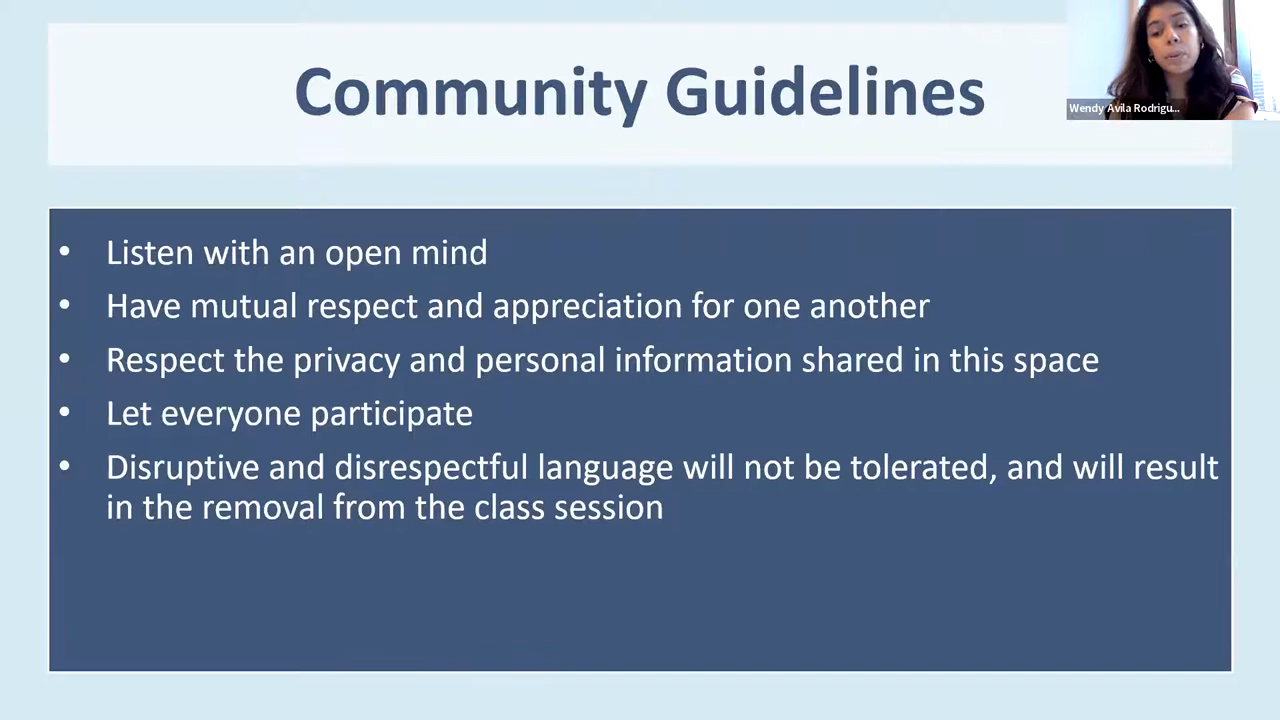 Community Guidelines
Wendy Avila Rodrigu...
• Listen with an open mind
• Have mutual respect and appreciation for one another
• Respect the privacy and personal information shared in this space
• Let everyone participate
• Disruptive and disrespectful language will not be tolerated, and will result
in the removal from the class session